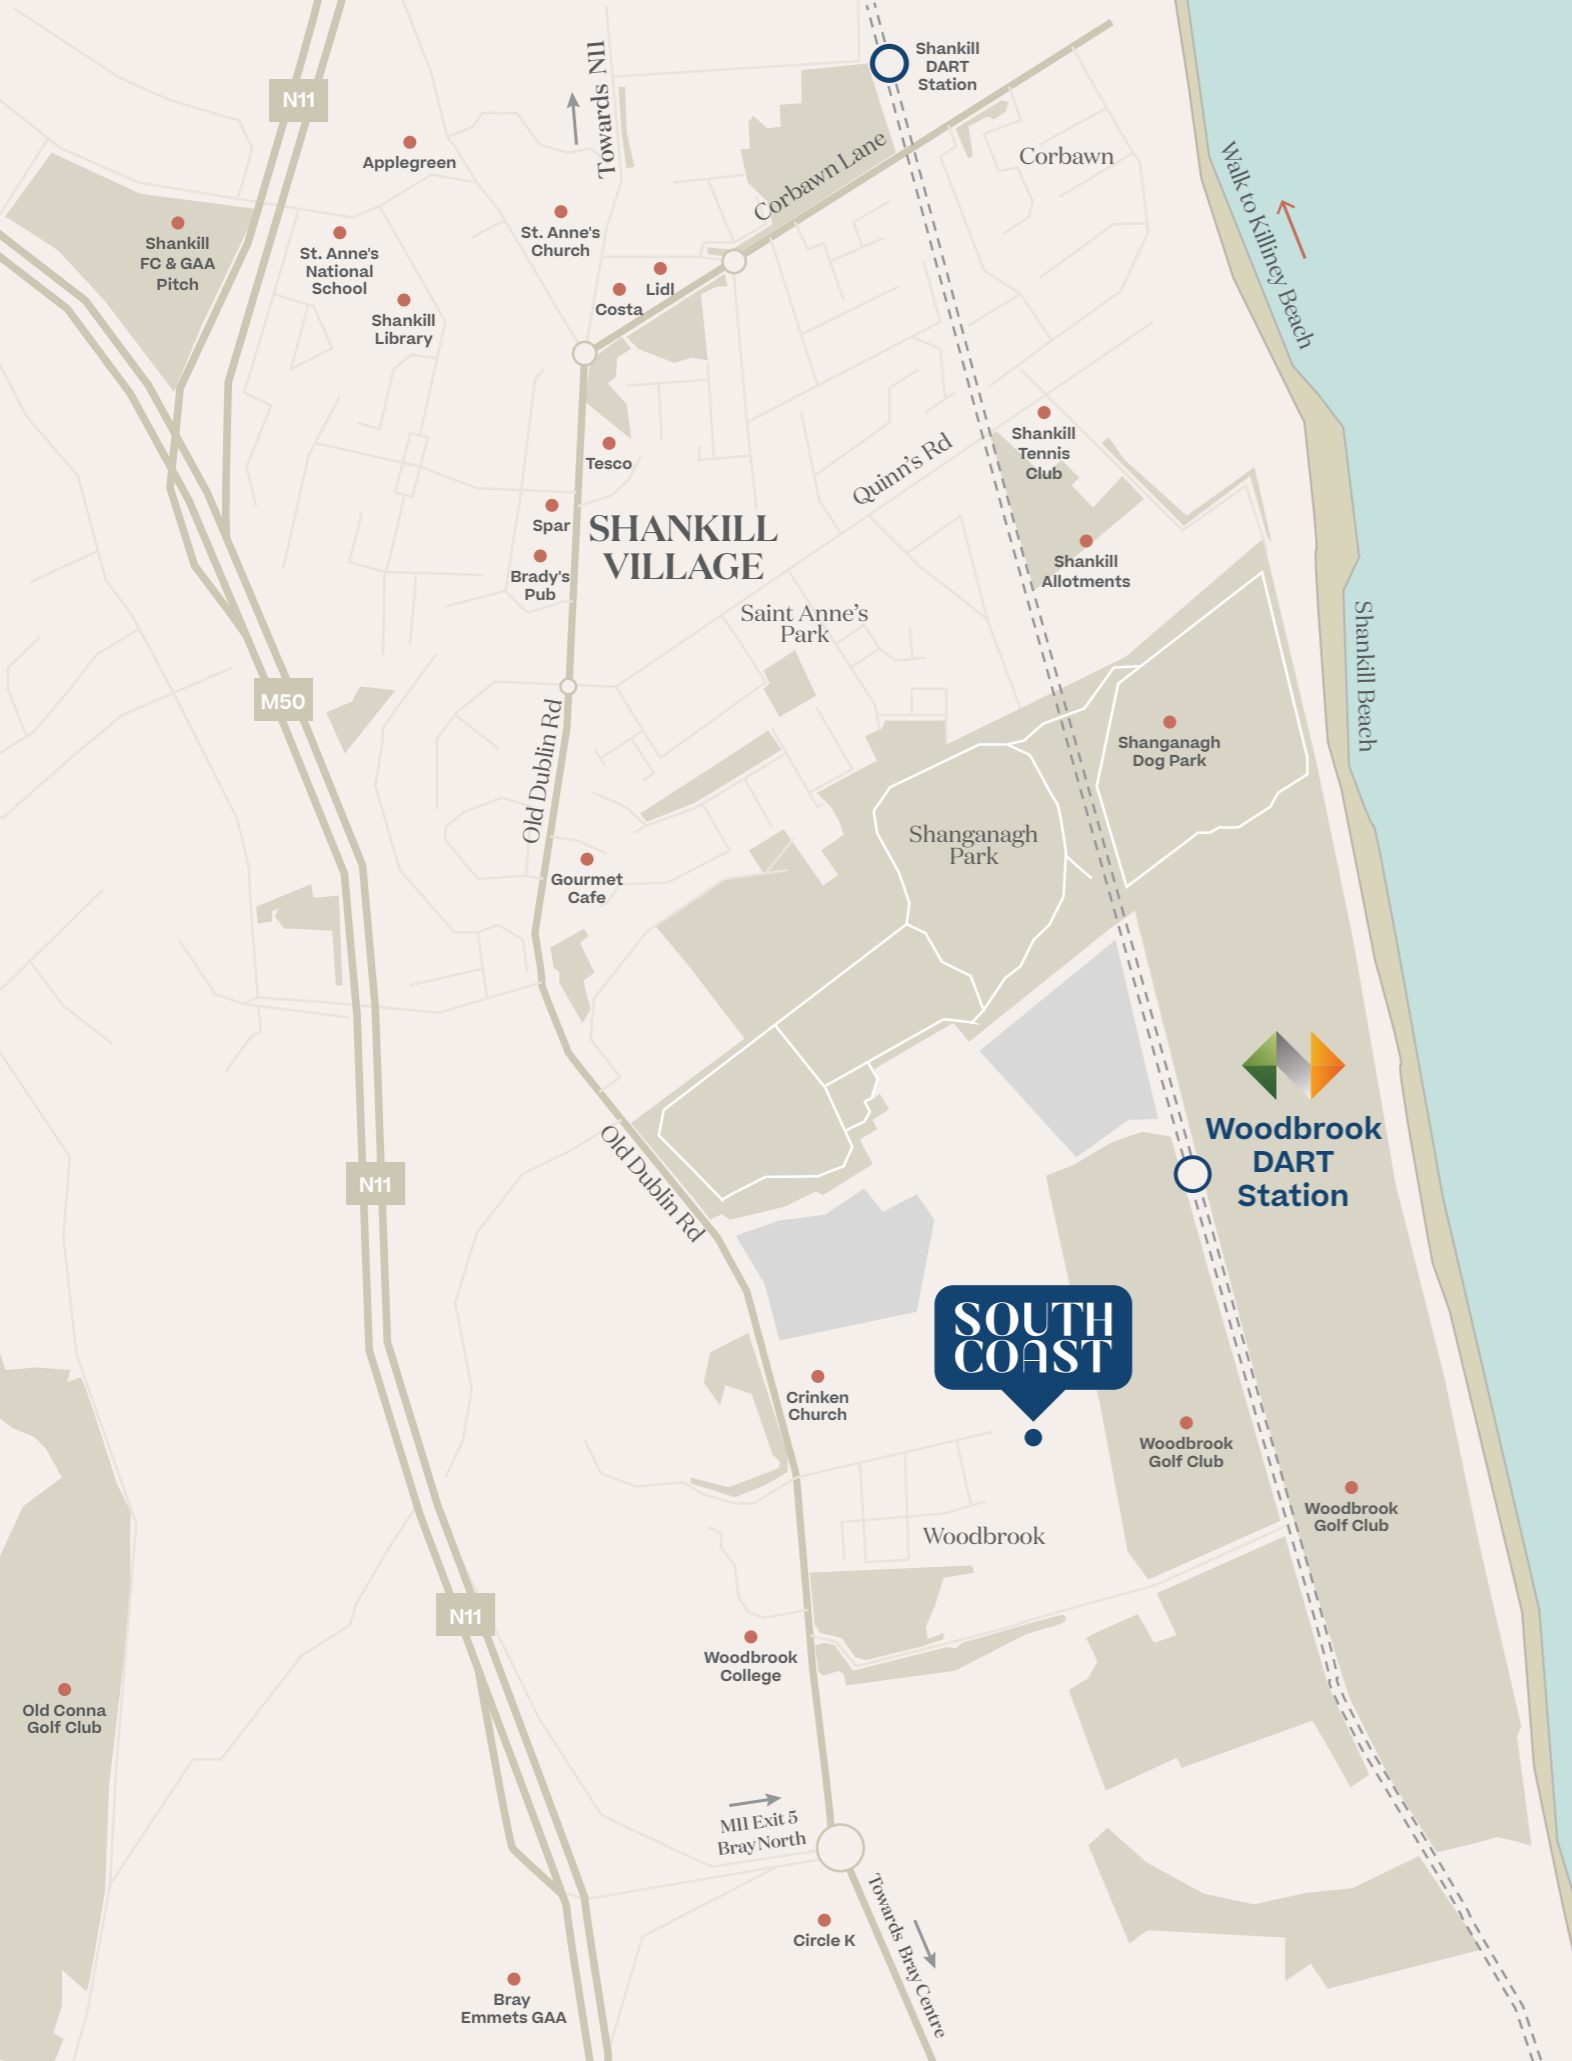 Shankill
DART
Station
N11
Towards N11
Applegreen
Corbawn Lane
Corbawn
Walk to Killiney Beach
Shankill
FC & GAA
Pitch
St. Anne's
National
School
St. Anne's
Church
Lidl
Costa
Shankill
Library
Shankill
Tennis
Club
Quinn's Rd
Tesco
Spar
SHANKILL
VILLAGE
Brady's
Pub
Shankill
Allotments
Saint Anne's
Park
Shankill Beach
M50
Old Dublin Rd
Shanganagh
Dog Park
Shanganagh
Park
Gourmet
Cafe
Woodbrook
DART
Station
Old Dublin Rd
N11
SOUTH
COAST
Crinken
Church
Woodbrook
Golf Club
Woodbrook
Golf Club
Woodbrook
N11
Woodbrook
College
Old Conna
Golf Club
M11 Exit 5
Bray North
Towards Bray Centre
Circle K
Bray
Emmets GAA